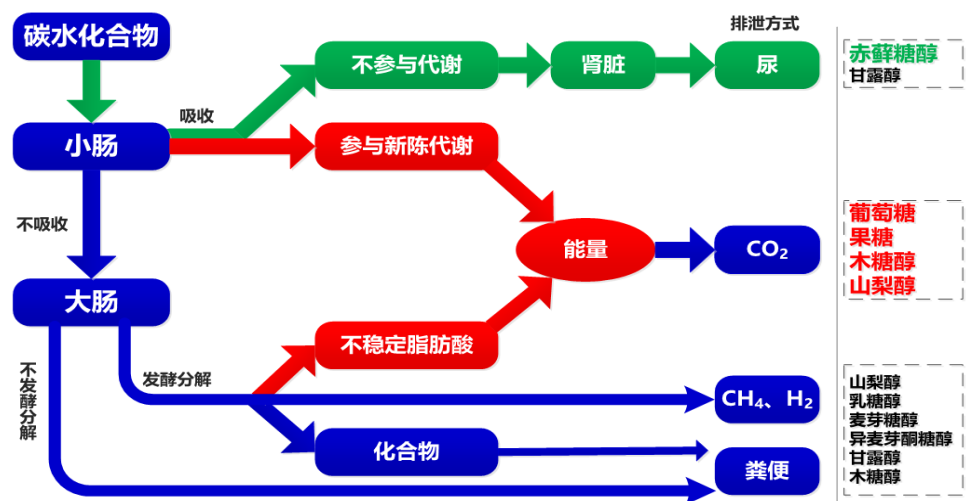 碳水化合物
排泄方式
不参与代谢
肾脏
尿
赤藓糖醇
甘露醇
吸收
小肠
参与新陈代谢
不吸收
能量
CO₂
葡萄糖
果糖
木糖醇
山梨醇
大肠
不稳定脂肪酸
不发酵分解
发酵分解
CH₄、H₂
化合物
粪便
山梨醇
乳糖醇
麦芽糖醇
异麦芽酮糖醇
甘露醇
木糖醇